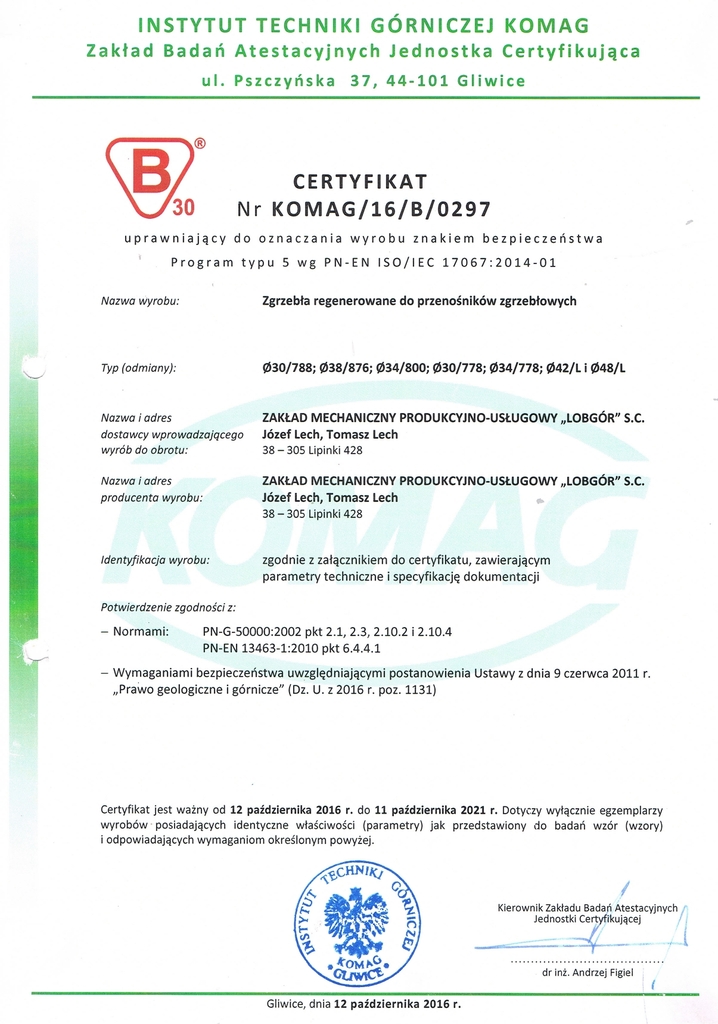 INSTYTUT TECHNIKI GÓRNICZEJ KOMAG
Zakład Badań Atestacyjnych Jednostka Certyfikująca
ul. Pszczyńska 37, 44-101 Gliwice
B ®
30
CERTYFIKAT
Nr KOMAG/16/B/0297
uprawniający do oznaczania wyrobu znakiem bezpieczeństwa
Program typu 5 wg PN-EN ISO/IEC 17067:2014-01
Nazwa wyrobu: Zgrzebła regenerowane do przenośników zgrzebłowych
Typ (odmiany): Ø30/788; Ø38/876; Ø34/800; Ø30/778; Ø34/778; Ø42/L i Ø48/L
Nazwa i adres ZAKŁAD MECHANICZNY PRODUKCYJNO-USŁUGOWY „LOBGÓR” S.C.
dostawcy wprowadzającego Józef Lech, Tomasz Lech
wyrób do obrotu: 38 – 305 Lipinki 428
Nazwa i adres ZAKŁAD MECHANICZNY PRODUKCYJNO-USŁUGOWY „LOBGÓR” S.C.
producenta wyrobu: Józef Lech, Tomasz Lech
38 – 305 Lipinki 428
KOMAG
Identyfikacja wyrobu: zgodnie z załącznikiem do certyfikatu, zawierającym
parametry techniczne i specyfikację dokumentacji
Potwierdzenie zgodności z:
– Normami: PN-G-50000:2002 pkt 2.1, 2.3, 2.10.2 i 2.10.4
PN-EN 13463-1:2010 pkt 6.4.4.1
– Wymaganiami bezpieczeństwa uwzględniającymi postanowienia Ustawy z dnia 9 czerwca 2011 r.
„Prawo geologiczne i górnicze” (Dz. U. z 2016 r. poz. 1131)
Certyfikat jest ważny od 12 października 2016 r. do 11 października 2021 r. Dotyczy wyłącznie egzemplarzy
wyrobów posiadających identyczne właściwości (parametry) jak przedstawiony do badań wzór (wzory)
i odpowiadających wymaganiom określonym powyżej.
INSTYTUT TECHNIKI GÓRNICZEJ
KOMAG
GLIWICE
Kierownik Zakładu Badań Atestacyjnych
Jednostki Certyfikującej
dr inż. Andrzej Figiel
Gliwice, dnia 12 października 2016 r.